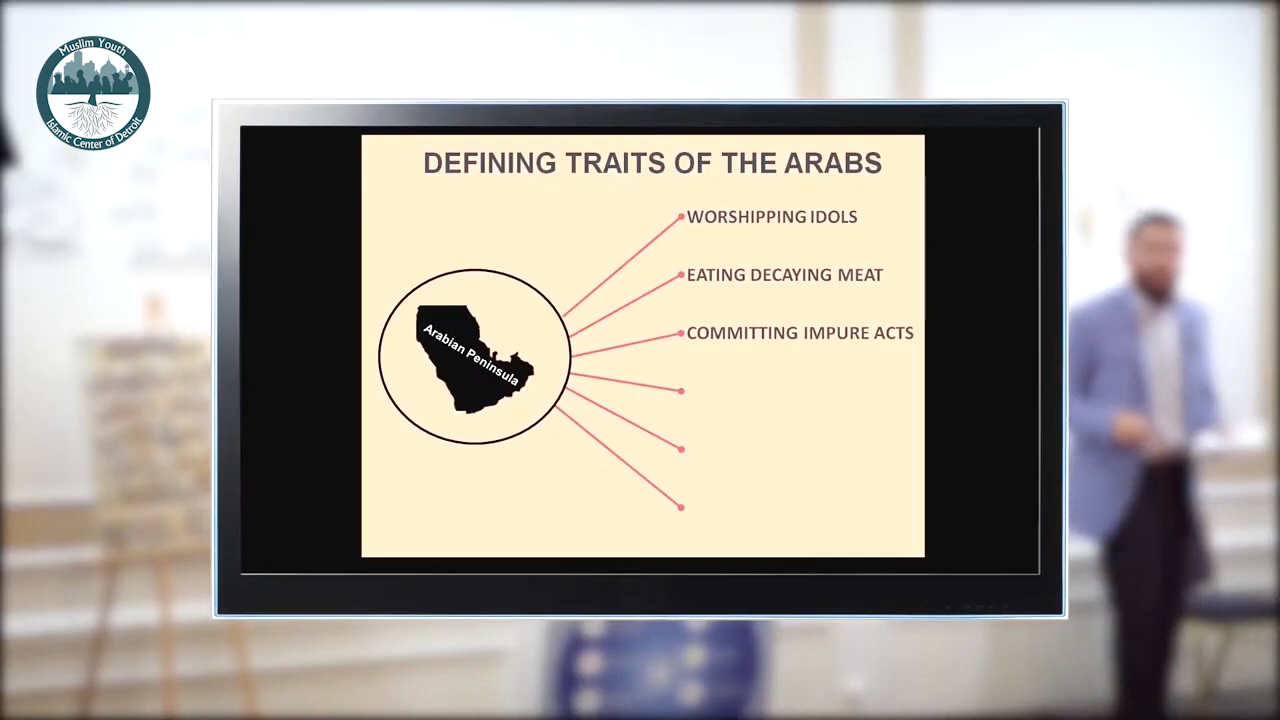 Muslim Youth
Islamic Center of Detroit
DEFINING TRAITS OF THE ARABS
WORSHIPPING IDOLS
EATING DECAYING MEAT
COMMITTING IMPURE ACTS
Arabian Peninsula